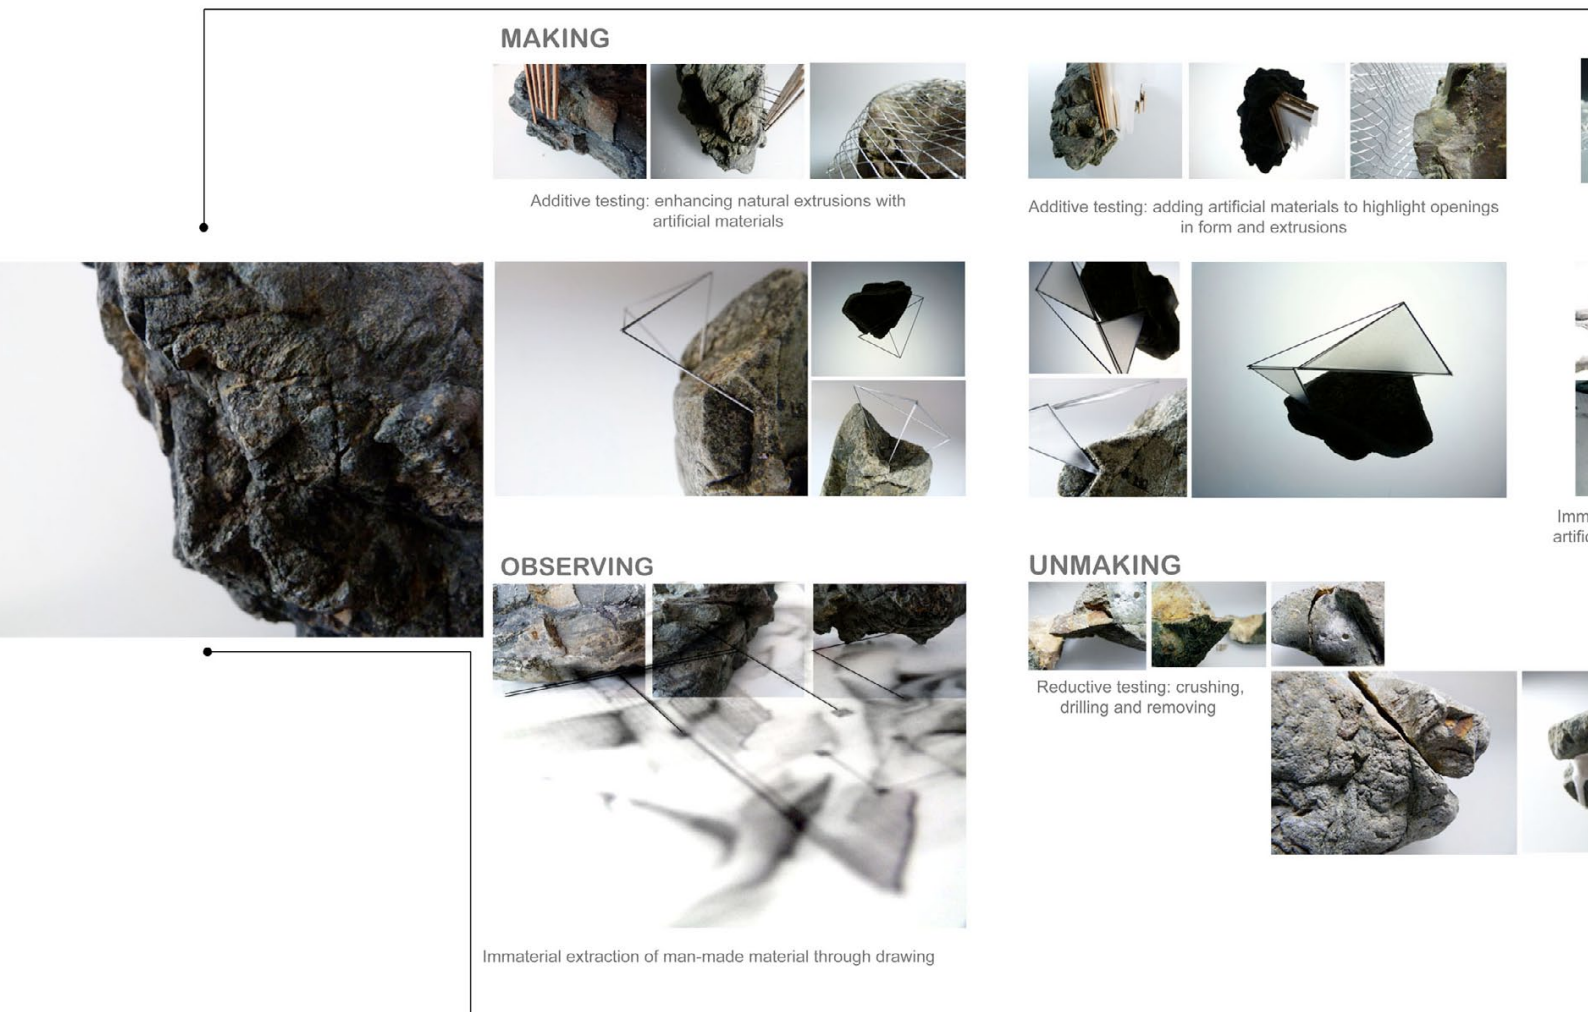 MAKING
Additive testing: enhancing natural extrusions with
artificial materials
Additive testing: adding artificial materials to highlight openings
in form and extrusions
OBSERVING
Immaterial extraction of man-made material through drawing
UNMAKING
Reductive testing: crushing,
drilling and removing